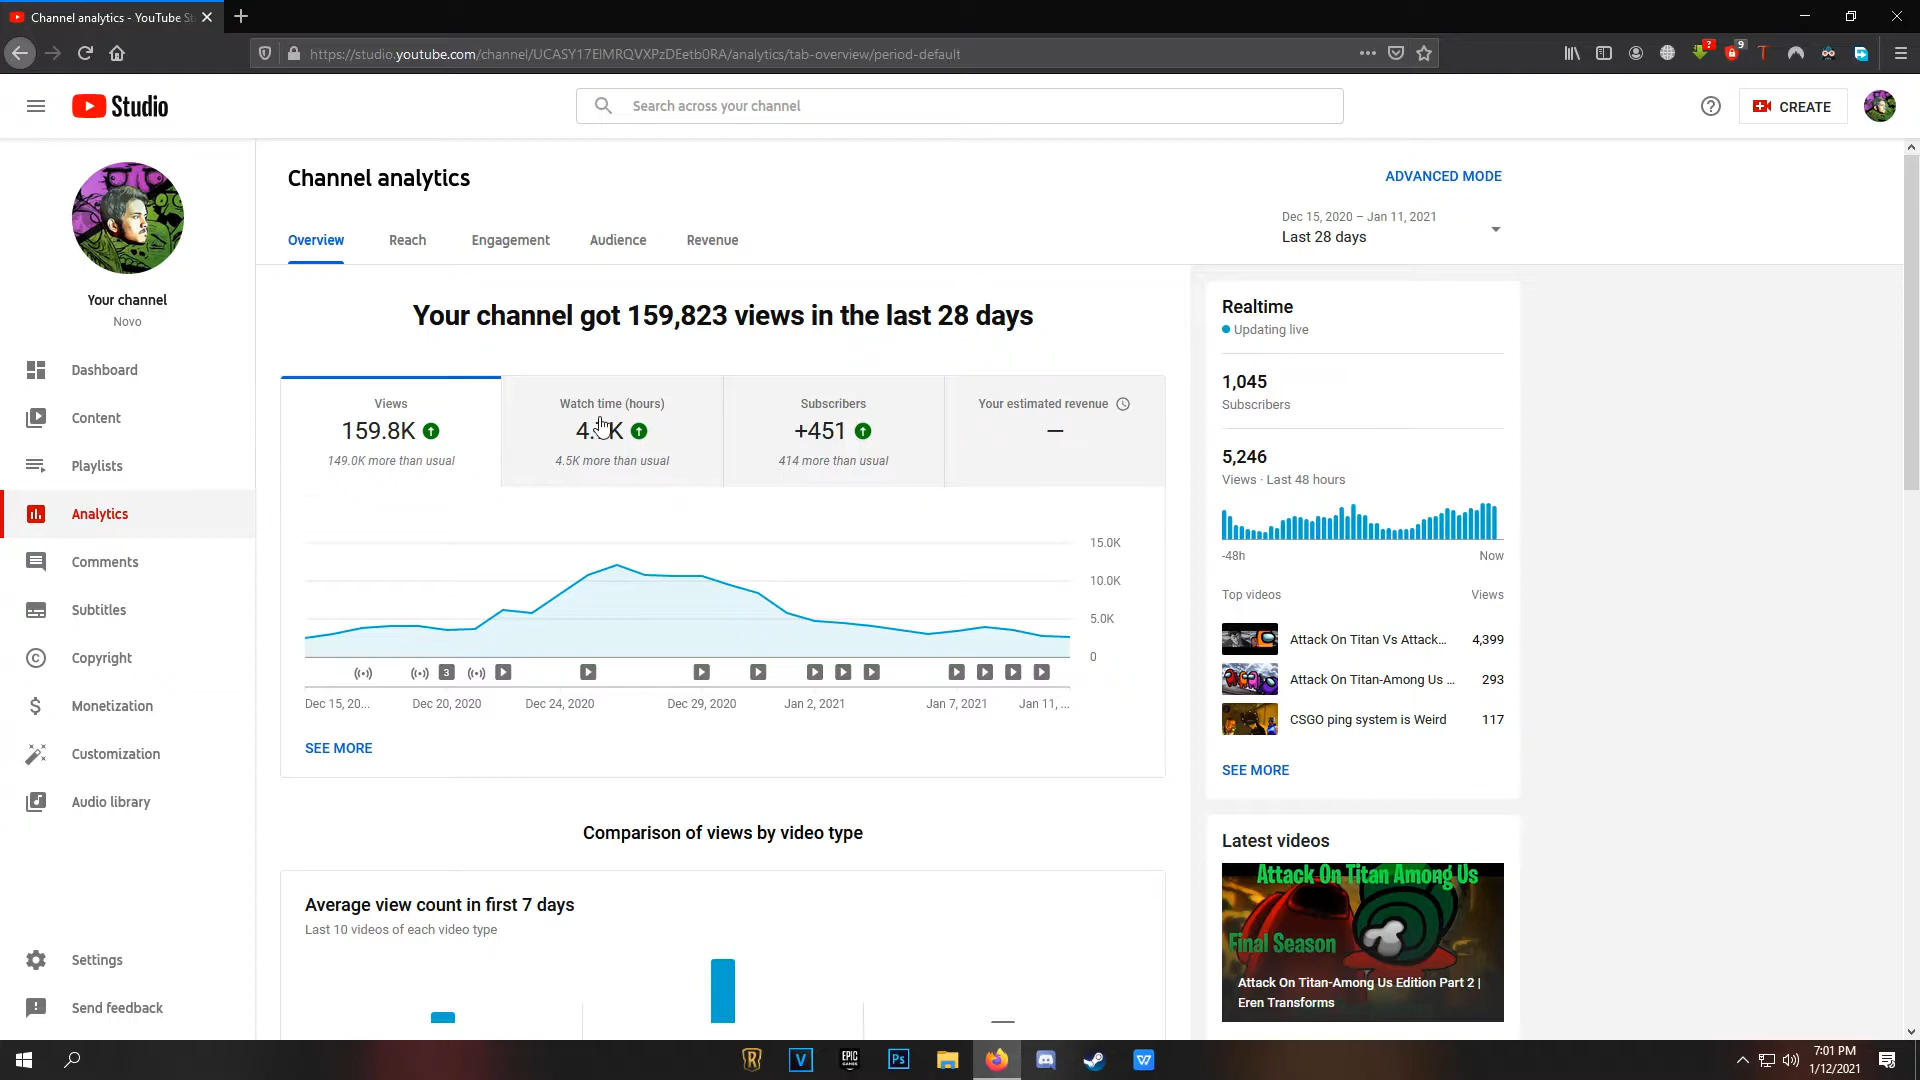 Channel analytics - YouTube St
https://studio.youtube.com/channel/
/analytics/tab-overview/period-default
? 9 T
Studio
Search across your channel
CREATE
Your channel
Novo
Dashboard
Content
Playlists
Analytics
Comments
Subtitles
Copyright
Monetization
Customization
Audio library
Settings
Send feedback
Channel analytics
ADVANCED MODE
Overview Reach Engagement Audience Revenue
Dec 15, 2020 – Jan 11, 2021
Last 28 days
Your channel got 159,823 views in the last 28 days
Views
159.8K
149.0K more than usual
Watch time (hours)
4.5K more than usual
Subscribers
+451
414 more than usual
Your estimated revenue
—
15.0K
10.0K
5.0K
0
3
Dec 15, 20... Dec 20, 2020 Dec 24, 2020 Dec 29, 2020 Jan 2, 2021 Jan 7, 2021 Jan 11, ...
SEE MORE
Comparison of views by video type
Average view count in first 7 days
Last 10 videos of each video type
Realtime
Updating live
1,045
Subscribers
5,246
Views · Last 48 hours
-48h Now
Top videos Views
Attack On Titan Vs Attack... 4,399
Attack On Titan-Among Us ... 293
CSGO ping system is Weird 117
SEE MORE
Latest videos
Attack On Titan Among Us
Final Season
Attack On Titan-Among Us Edition Part 2 |
Eren Transforms
R V EPIC GAMES Ps
7:01 PM
1/12/2021